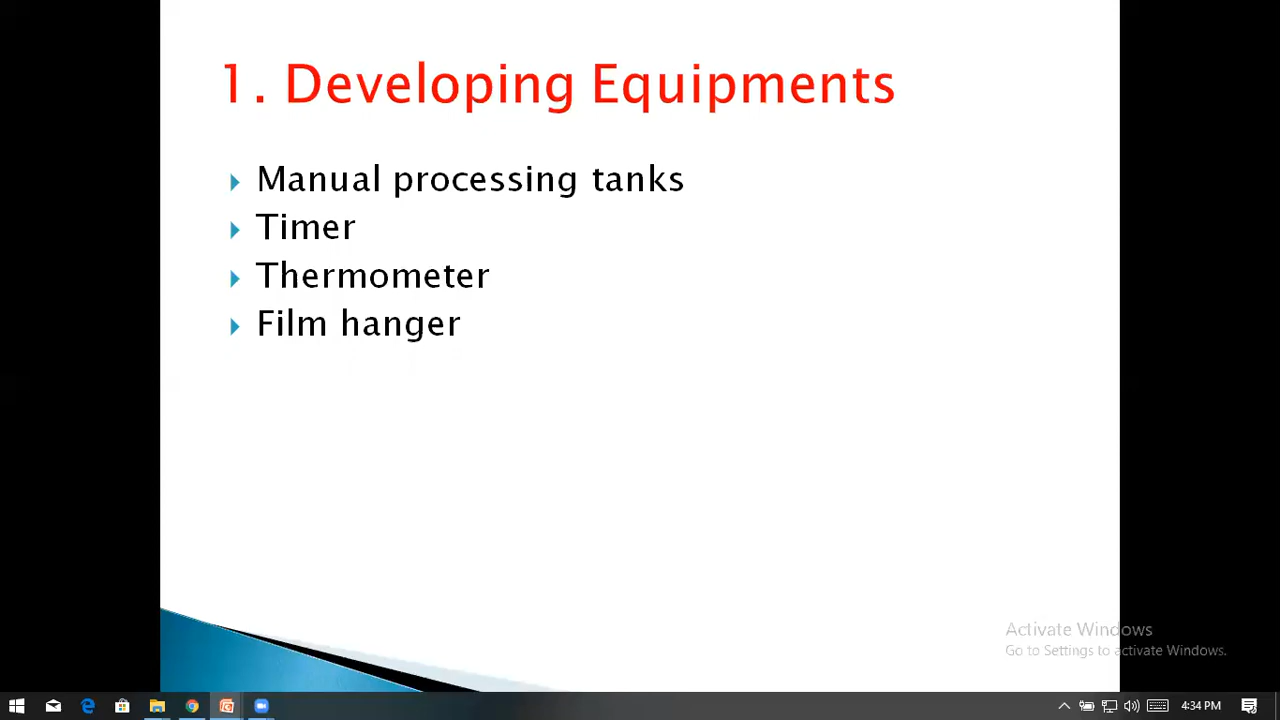 1. Developing Equipments
Manual processing tanks
Timer
Thermometer
Film hanger
Activate Windows
Go to Settings to activate Windows.
4:34 PM